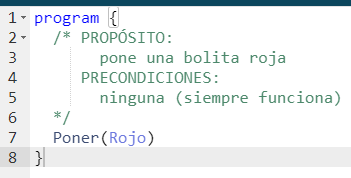 1 program {
2 /* PROPÓSITO:
3 pone una bolita roja
4 PRECONDICIONES:
5 ninguna (siempre funciona)
6 */
7 Poner(Rojo)
8 }